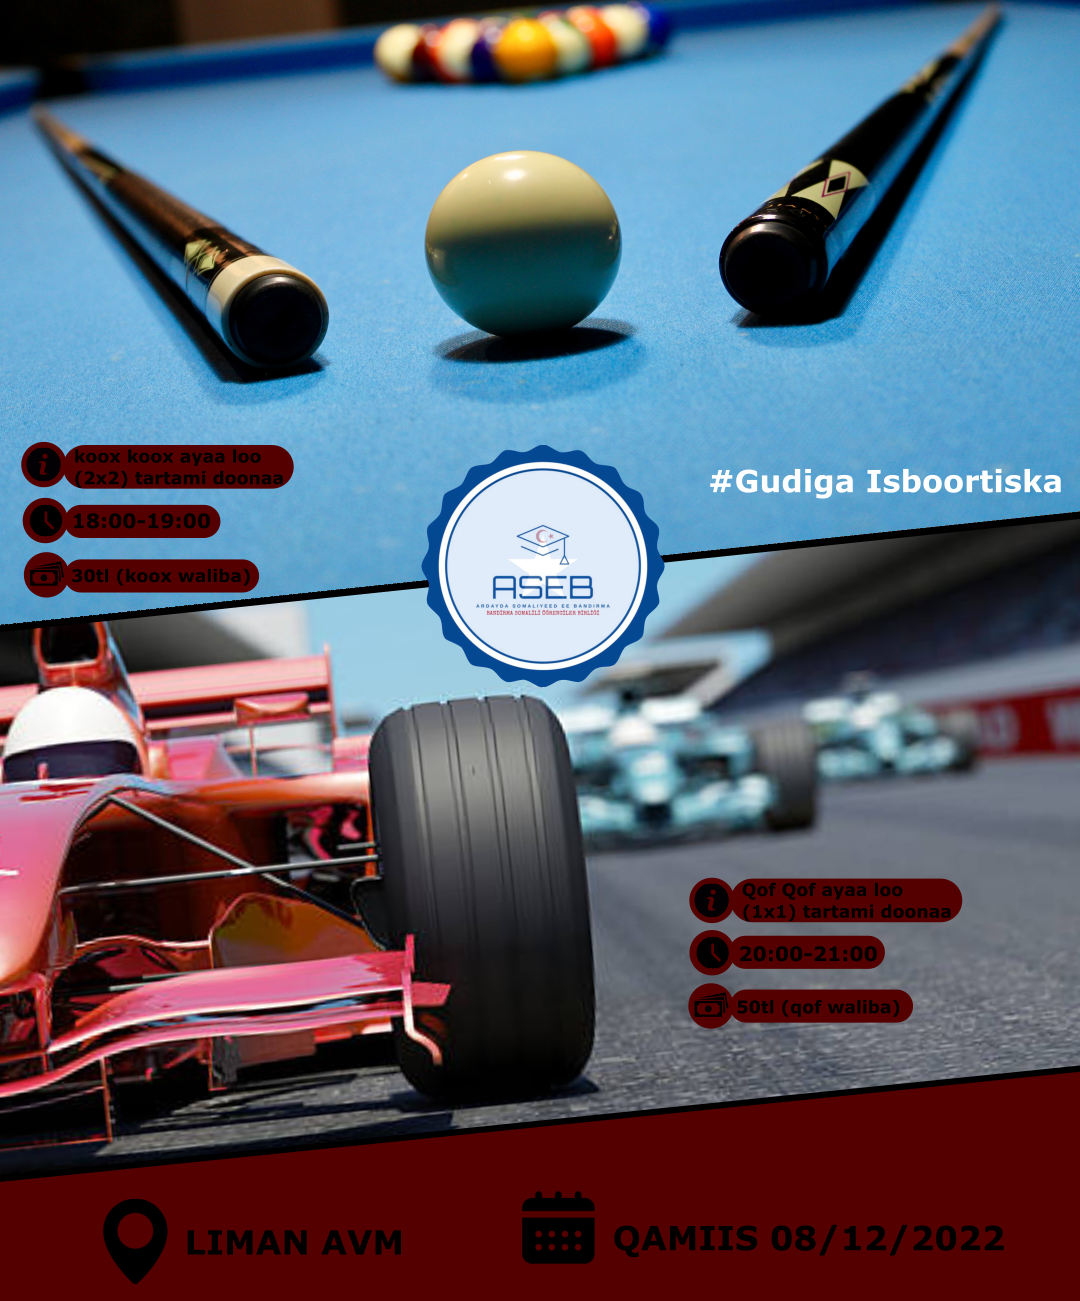 koox koox ayaa loo
(2x2) tartami doonaa
18:00-19:00
30tl (koox waliba)
#Gudiga Isboortiska
ASEB
ARDAYDA SOMALIYEED EE BANDIRMA
BANDIRMA SOMALİLİ ÖĞRENCİLER BİRLİĞİ
Qof Qof ayaa loo
(1x1) tartami doonaa
20:00-21:00
50tl (qof waliba)
LIMAN AVM
QAMIIS 08/12/2022